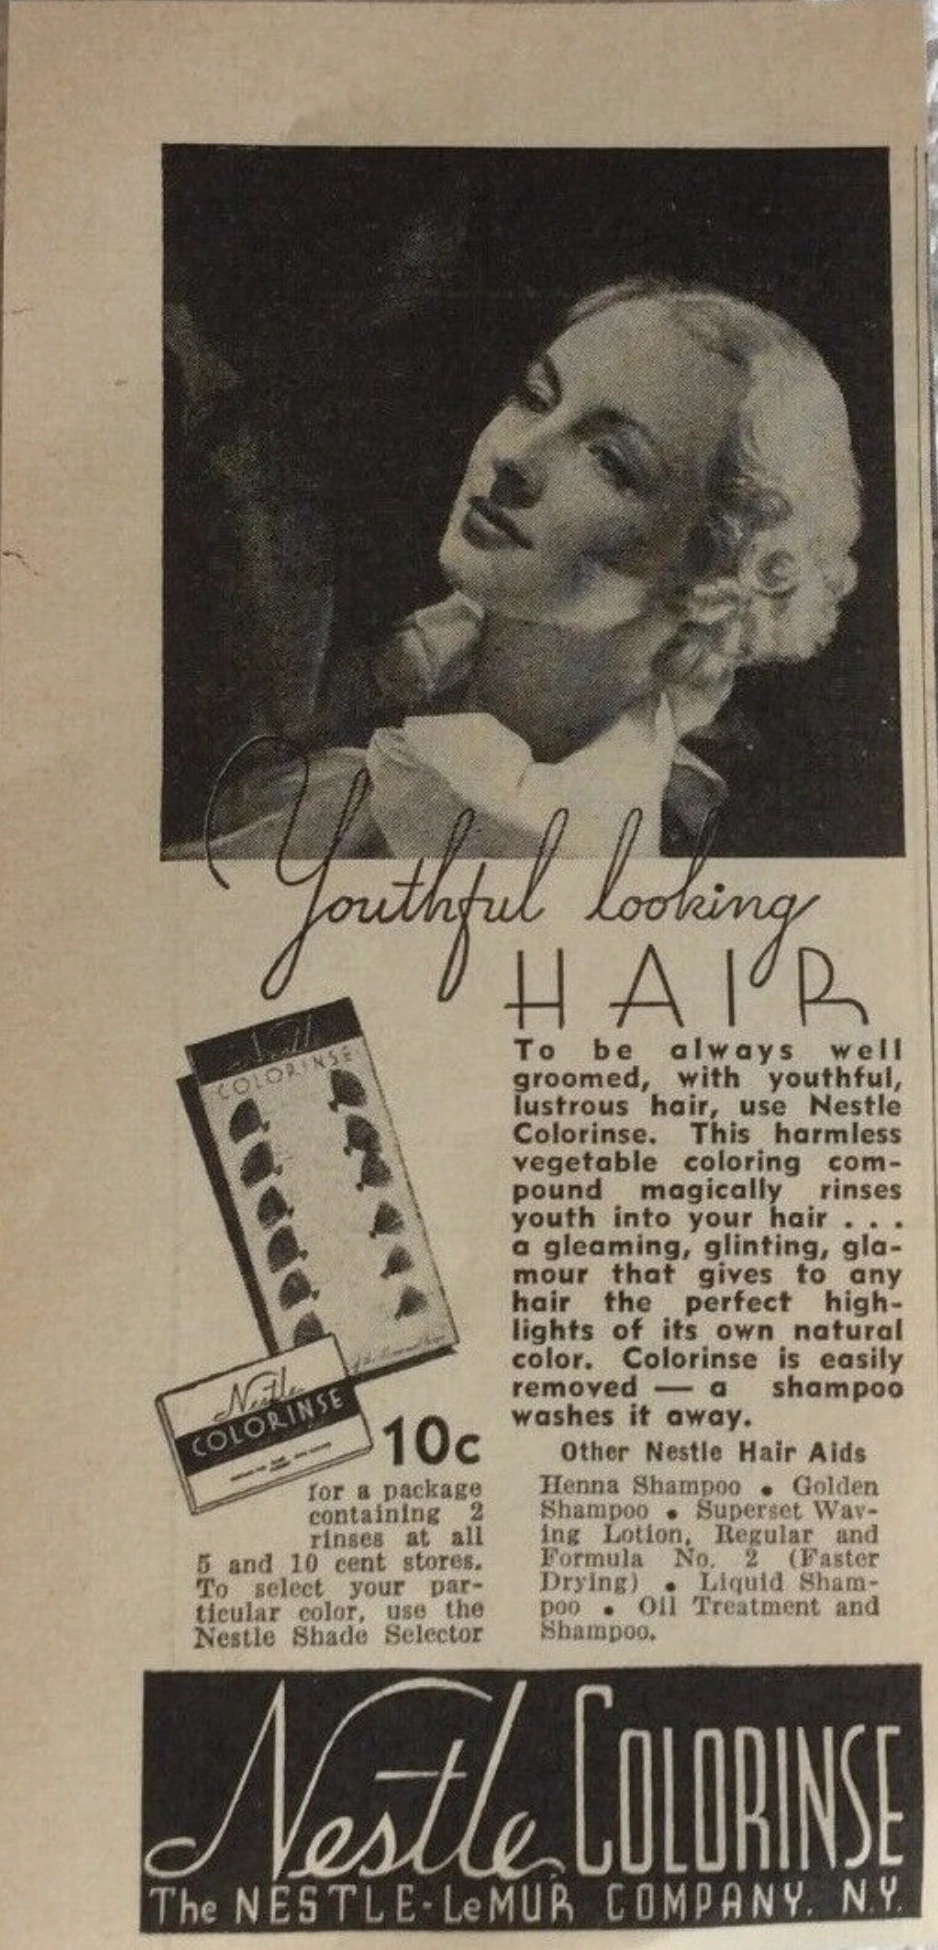 Youthful looking
HAIR
To be always well
groomed, with youthful,
lustrous hair, use Nestle
Colorinse. This harmless
vegetable coloring com-
pound magically rinses
youth into your hair . . .
a gleaming, glinting, gla-
mour that gives to any
hair the perfect high-
lights of its own natural
color. Colorinse is easily
removed — a shampoo
washes it away.
Nestle
COLORINSE
Nestle
COLORINSE
10c
for a package
containing 2
rinses at all
5 and 10 cent stores.
To select your par-
ticular color, use the
Nestle Shade Selector
Other Nestle Hair Aids
Henna Shampoo • Golden
Shampoo • Superset Wav-
ing Lotion, Regular and
Formula No. 2 (Faster
Drying) • Liquid Sham-
poo • Oil Treatment and
Shampoo.
Nestle COLORINSE
The NESTLE-LeMUR COMPANY. N.Y.